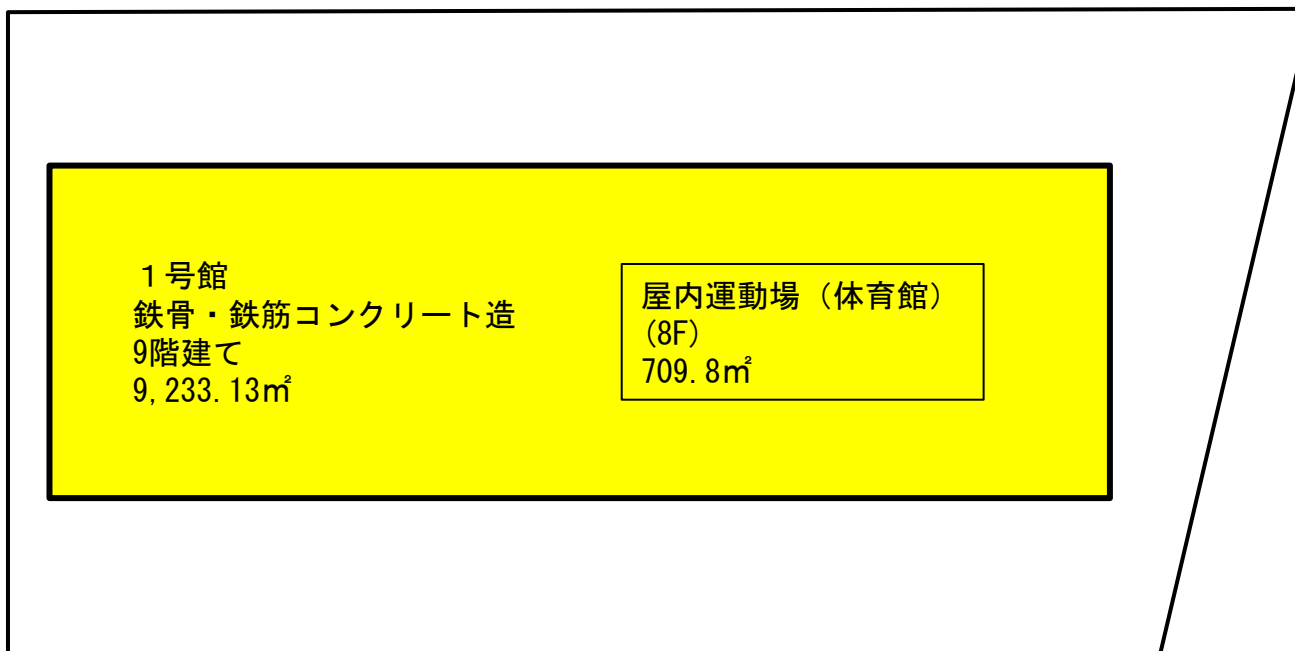 １号館
鉄骨・鉄筋コンクリート造
9階建て
9,233.13㎡
屋内運動場（体育館）
(8F)
709.8㎡